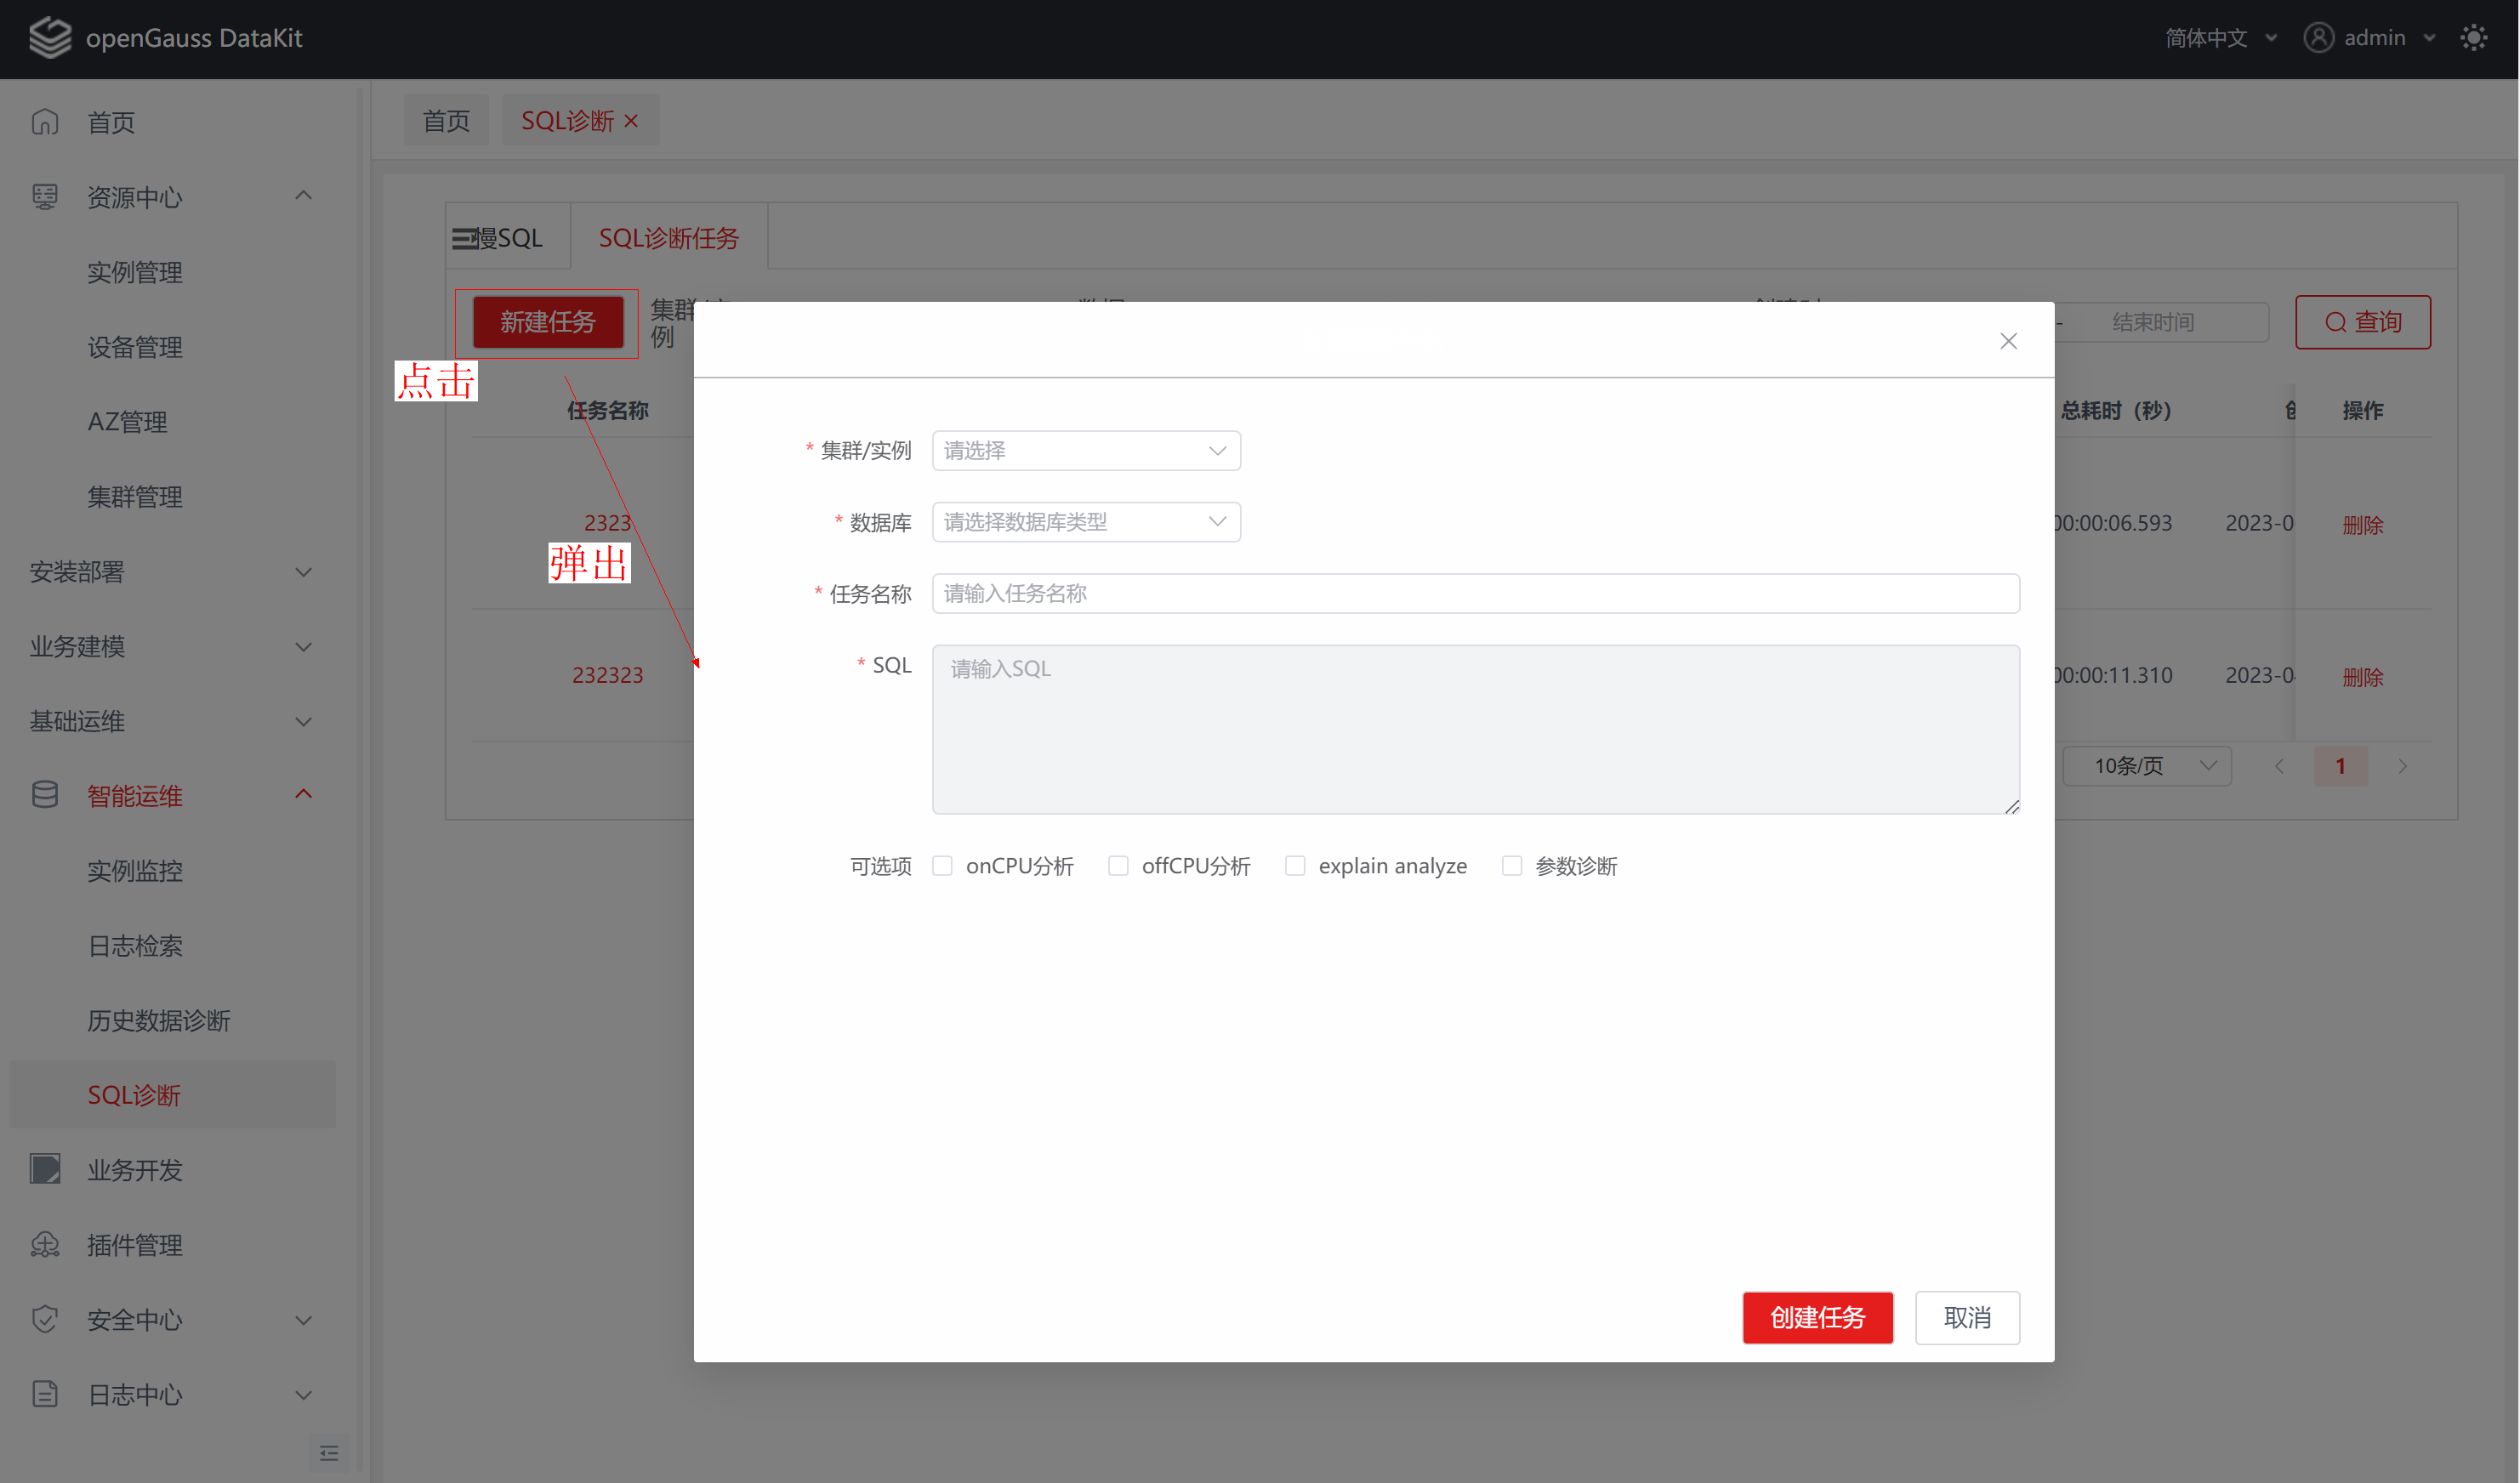 openGauss DataKit
简体中文
admin
首页
资源中心
实例管理
设备管理
AZ管理
集群管理
安装部署
业务建模
基础运维
智能运维
实例监控
日志检索
历史数据诊断
SQL诊断
业务开发
插件管理
安全中心
日志中心
首页
SQL诊断
慢SQL
SQL诊断任务
新建任务
集群
例
- 结束时间
查询
点击
弹出
任务名称
总耗时（秒）
操作
2323
00:00:06.593
2023-0
删除
232323
00:00:11.310
2023-0
删除
10条/页
1
* 集群/实例
请选择
* 数据库
请选择数据库类型
* 任务名称
请输入任务名称
* SQL
请输入SQL
可选项
onCPU分析
offCPU分析
explain analyze
参数诊断
创建任务
取消